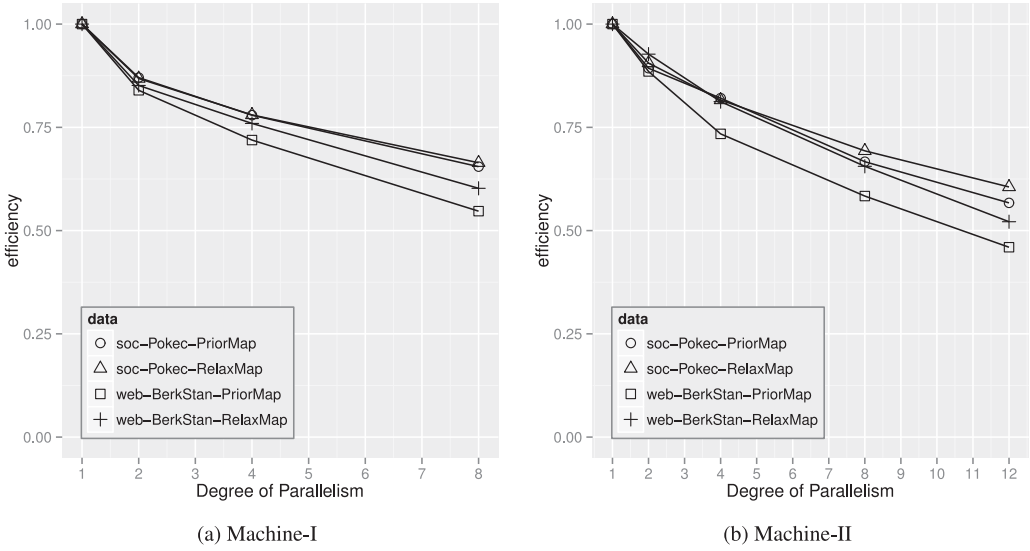 1.00
0.75
0.50
0.25
0.00
efficiency
data
soc−Pokec−PriorMap
soc−Pokec−RelaxMap
web−BerkStan−PriorMap
web−BerkStan−RelaxMap
1 2 3 4 5 6 7 8
Degree of Parallelism
(a) Machine-I
1.00
0.75
0.50
0.25
0.00
efficiency
data
soc−Pokec−PriorMap
soc−Pokec−RelaxMap
web−BerkStan−PriorMap
web−BerkStan−RelaxMap
1 2 3 4 5 6 7 8 9 10 11 12
Degree of Parallelism
(b) Machine-II